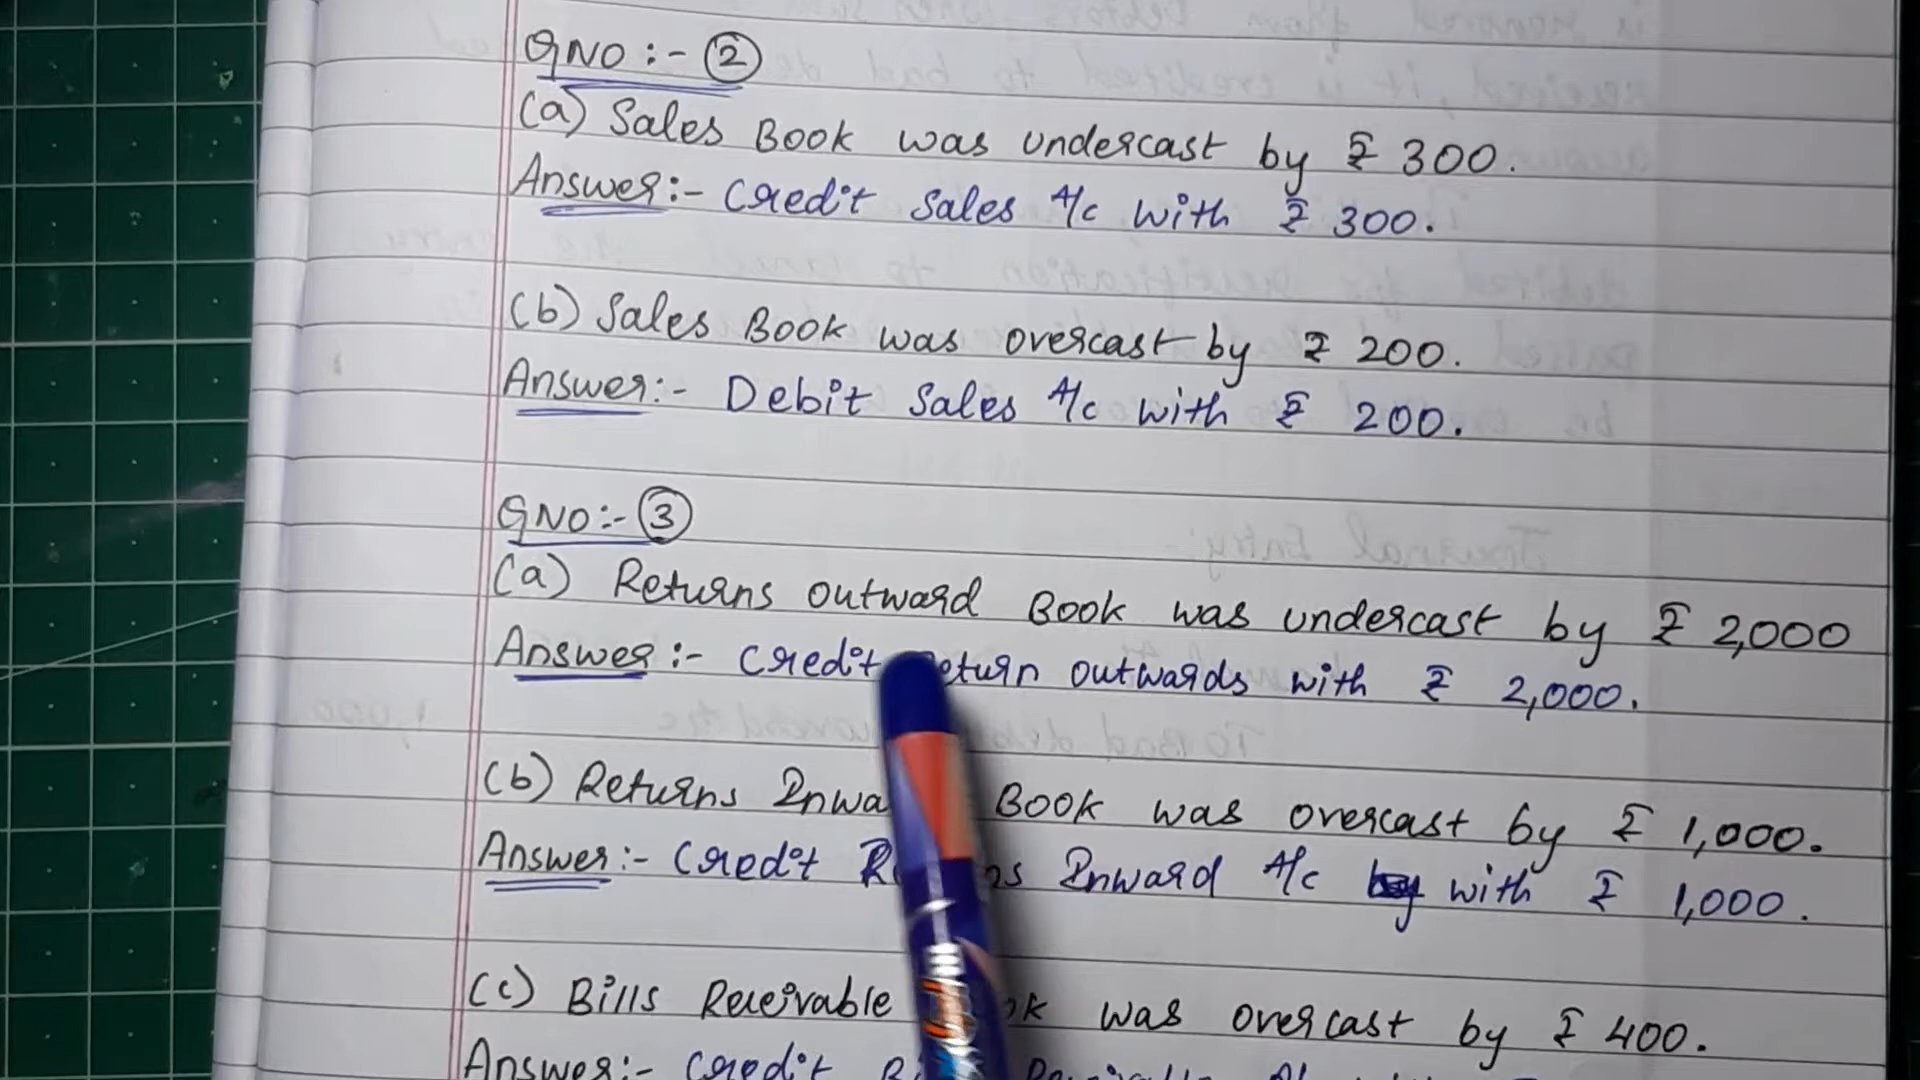 QNO:- ②
(a) Sales Book was undercast by ₹ 300.
Answer:- Credit Sales A/c with ₹ 300.
(b) Sales Book was overcast by ₹ 200.
Answer:- Debit Sales A/c with ₹ 200.
QNO:- ③
(a) Returns outward Book was undercast by ₹ 2,000
Answer:- Credit eturn outwards with ₹ 2,000.
(b) Returns Inwa Book was overcast by ₹ 1,000.
Answer:- Credit R ns Inward A/c with ₹ 1,000.
(c) Bills Receivable ok was overcast by ₹ 400.
Answer:- Credit